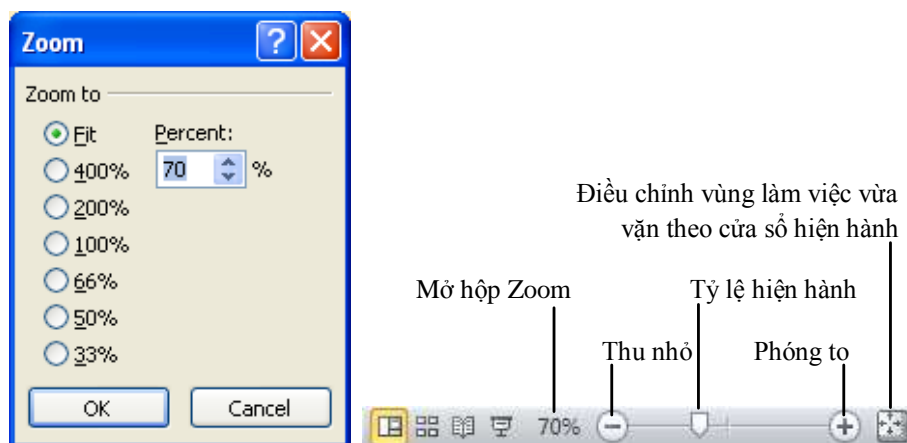 Zoom
Zoom to
Fit
Percent:
400%
70 %
200%
100%
66%
50%
33%
OK
Cancel
Điều chỉnh vùng làm việc vừa
vặn theo cửa sổ hiện hành
Mở hộp Zoom
Tỷ lệ hiện hành
Thu nhỏ
Phóng to
70%